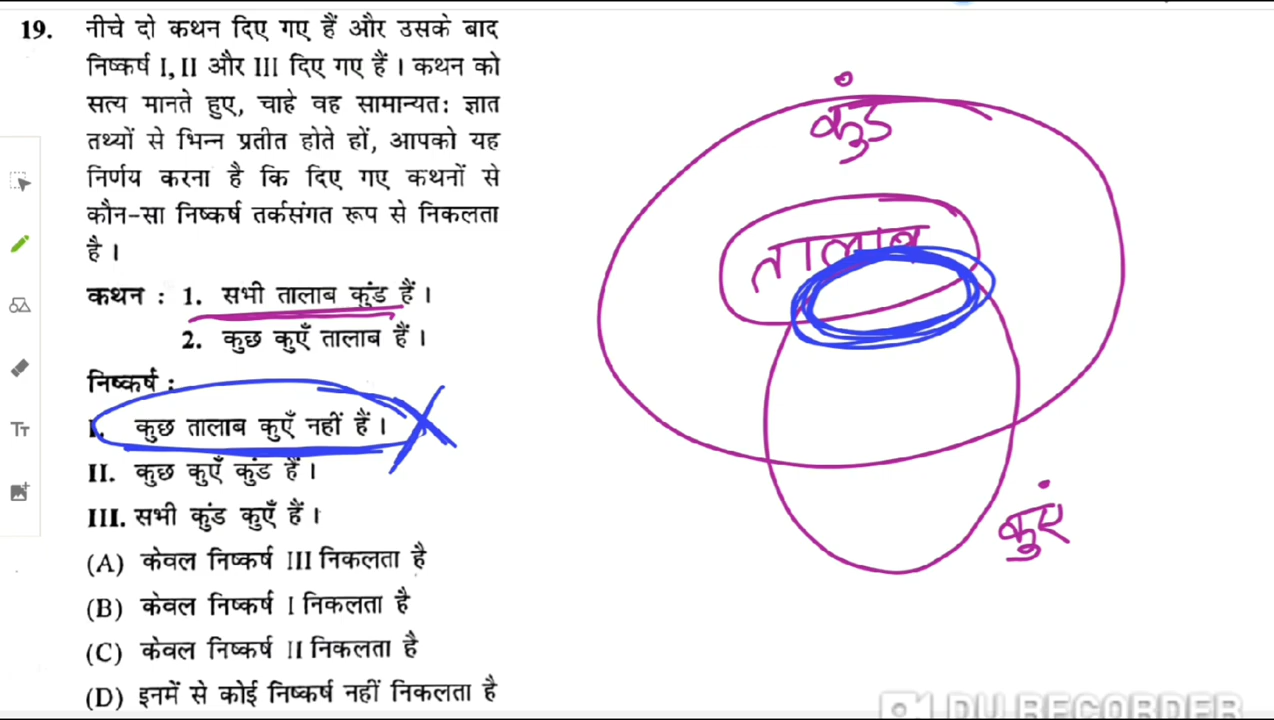 19. नीचे दो कथन दिए गए हैं और उसके बाद
निष्कर्ष I, II और III दिए गए हैं । कथन को
सत्य मानते हुए, चाहे वह सामान्यतः ज्ञात
तथ्यों से भिन्न प्रतीत होते हों, आपको यह
निर्णय करना है कि दिए गए कथनों से
कौन-सा निष्कर्ष तर्कसंगत रूप से निकलता
है ।
कथन : 1. सभी तालाब कुंड हैं ।
2. कुछ कुएँ तालाब हैं ।
निष्कर्ष :
I. कुछ तालाब कुएँ नहीं हैं ।
II. कुछ कुएँ कुंड हैं ।
III. सभी कुंड कुएँ हैं ।
(A) केवल निष्कर्ष III निकलता है
(B) केवल निष्कर्ष I निकलता है
(C) केवल निष्कर्ष II निकलता है
(D) इनमें से कोई निष्कर्ष नहीं निकलता है
कुंड
तालाब
कुएं
Tт
DU RECORDER